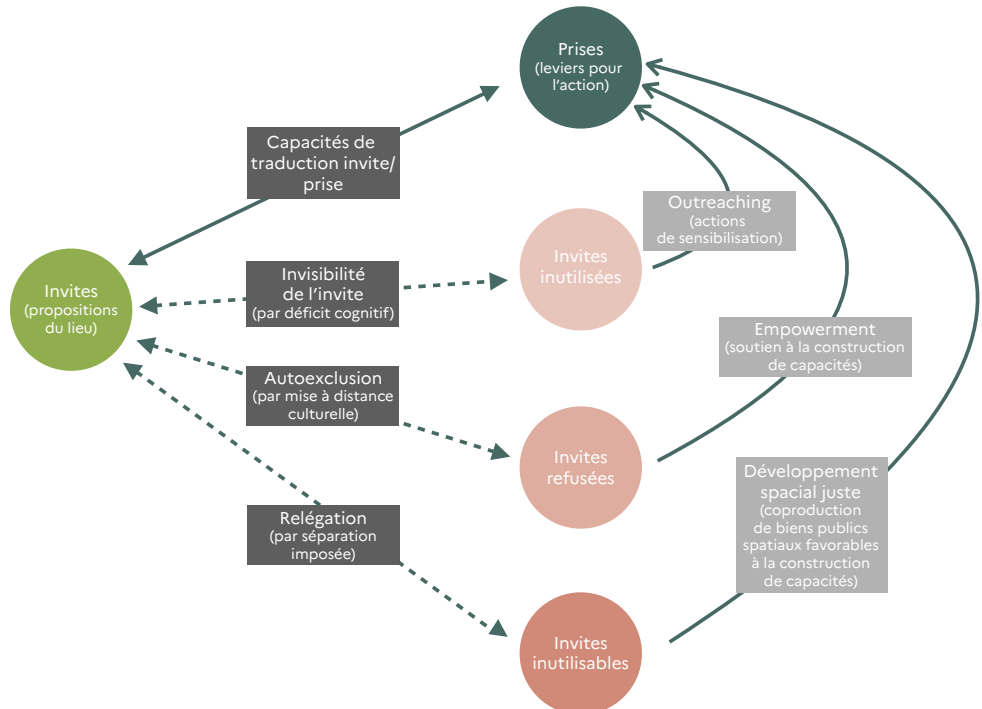 Prises
(leviers pour
l’action)
Capacités de
traduction invite/
prise
Outreaching
(actions
de sensibilisation)
Invites
inutilisées
Invisibilité
de l’invite
(par déficit cognitif)
Invites
(propositions
du lieu)
Empowerment
(soutien à la construction
de capacités)
Autoexclusion
(par mise à distance
culturelle)
Invites
refusées
Développement
spacial juste
(coproduction
de biens publics
spatiaux favorables
à la construction
de capacités)
Relégation
(par séparation
imposée)
Invites
inutilisables